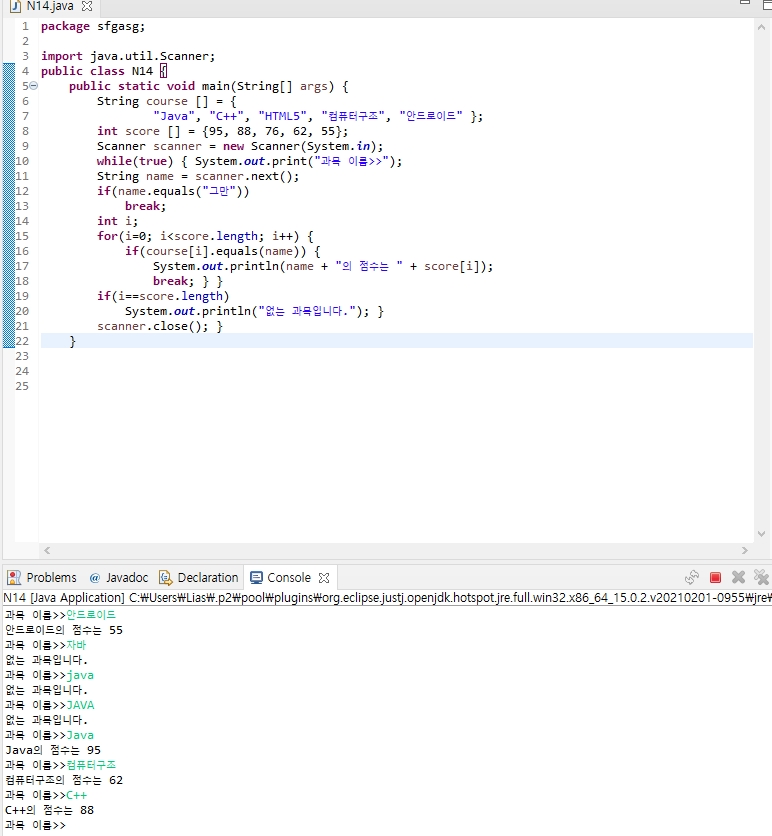 N14.java
1 package sfgasg;
2
3 import java.util.Scanner;
4 public class N14 {
5 public static void main(String[] args) {
6 String course [] = {
7 "Java", "C++", "HTML5", "컴퓨터구조", "안드로이드" };
8 int score [] = {95, 88, 76, 62, 55};
9 Scanner scanner = new Scanner(System.in);
10 while(true) { System.out.print("과목 이름>>");
11 String name = scanner.next();
12 if(name.equals("그만"))
13 break;
14 int i;
15 for(i=0; i<score.length; i++) {
16 if(course[i].equals(name)) {
17 System.out.println(name + "의 점수는 " + score[i]);
18 break; } }
19 if(i==score.length)
20 System.out.println("없는 과목입니다."); }
21 scanner.close(); }
22 }
23
24
25
Problems @ Javadoc Declaration Console
N14 [Java Application] C:₩Users₩Lias₩.p2₩pool₩plugins₩org.eclipse.justj.openjdk.hotspot.jre.full.win32.x86_64_15.0.2.v20210201-0955₩jre₩
과목 이름>>안드로이드
안드로이드의 점수는 55
과목 이름>>자바
없는 과목입니다.
과목 이름>>java
없는 과목입니다.
과목 이름>>JAVA
없는 과목입니다.
과목 이름>>Java
Java의 점수는 95
과목 이름>>컴퓨터구조
컴퓨터구조의 점수는 62
과목 이름>>C++
C++의 점수는 88
과목 이름>>